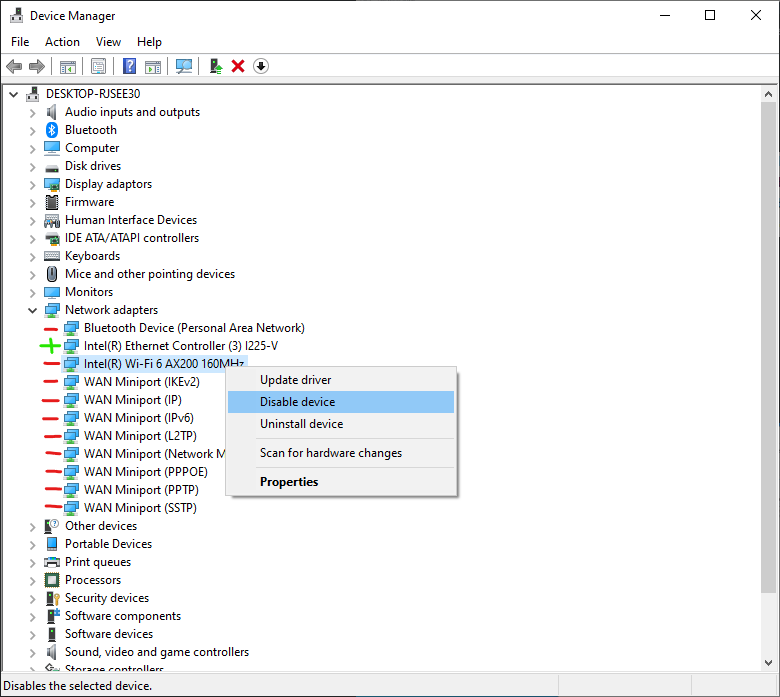 Device Manager
File Action View Help
DESKTOP-RJSEE30
Audio inputs and outputs
Bluetooth
Computer
Disk drives
Display adaptors
Firmware
Human Interface Devices
IDE ATA/ATAPI controllers
Keyboards
Mice and other pointing devices
Monitors
Network adapters
Bluetooth Device (Personal Area Network)
Intel(R) Ethernet Controller (3) I225-V
Intel(R) Wi-Fi 6 AX200 160MHz
WAN Miniport (IKEv2)
WAN Miniport (IP)
WAN Miniport (IPv6)
WAN Miniport (L2TP)
WAN Miniport (Network M
WAN Miniport (PPPOE)
WAN Miniport (PPTP)
WAN Miniport (SSTP)
Update driver
Disable device
Uninstall device
Scan for hardware changes
Properties
Other devices
Portable Devices
Print queues
Processors
Security devices
Software components
Software devices
Sound, video and game controllers
Storage controllers
Disables the selected device.